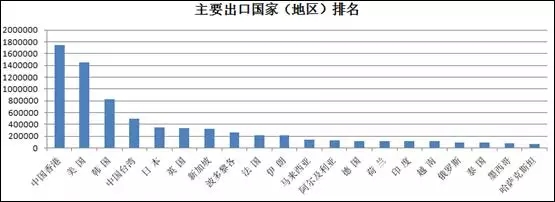 主要出口国家（地区）排名
2000000
1800000
1600000
1400000
1200000
1000000
800000
600000
400000
200000
0
中国香港
美国
韩国
中国台湾
日本
英国
新加坡
波多黎各
法国
伊朗
马来西亚
阿尔及利亚
德国
荷兰
印度
越南
俄罗斯
泰国
墨西哥
哈萨克斯坦